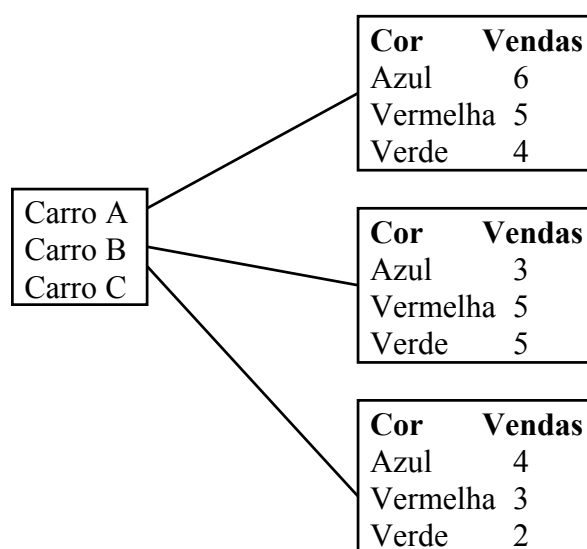 Cor Vendas
Azul 6
Vermelha 5
Verde 4
Carro A
Carro B
Carro C
Cor Vendas
Azul 3
Vermelha 5
Verde 5
Cor Vendas
Azul 4
Vermelha 3
Verde 2